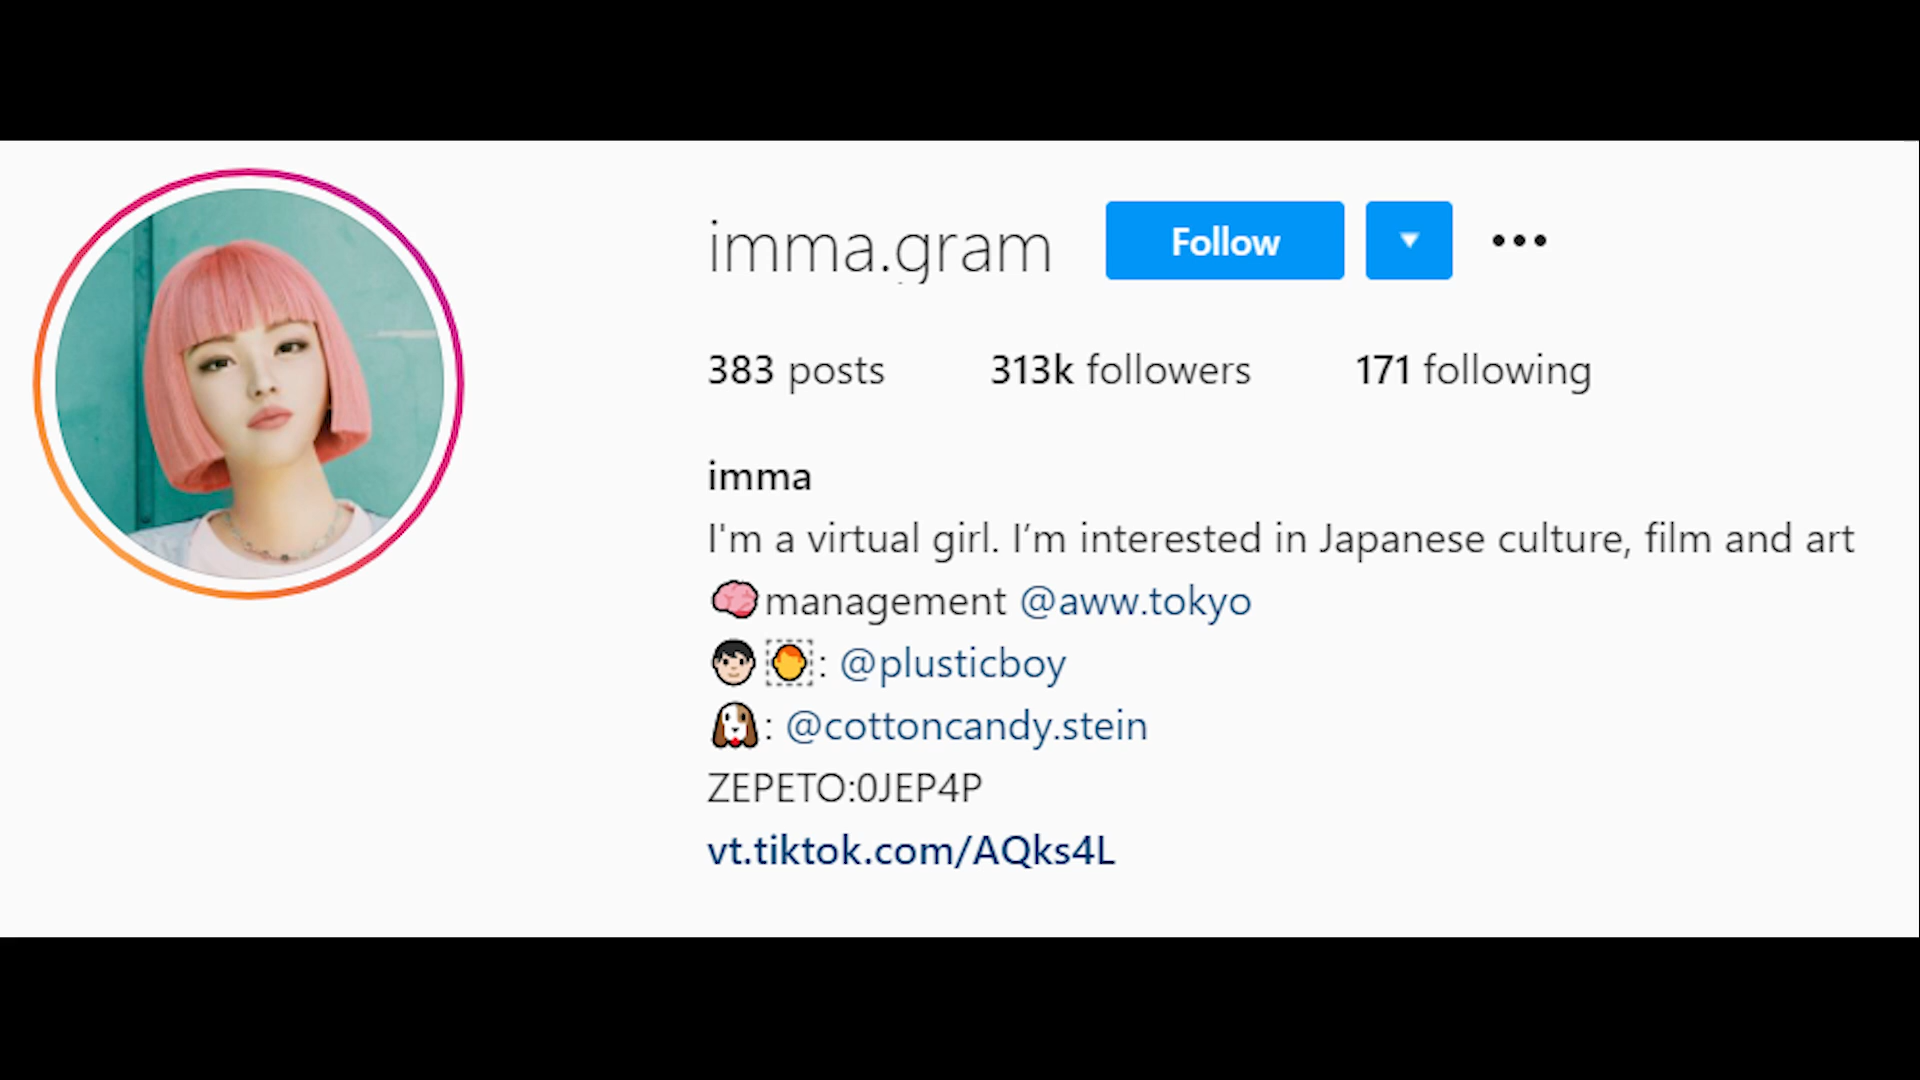 imma.gram Follow
383 posts 313k followers 171 following
imma
I'm a virtual girl. I’m interested in Japanese culture, film and art
🧠management @aww.tokyo
👦🏻: @plusticboy
🐶: @cottoncandy.stein
ZEPETO:0JEP4P
vt.tiktok.com/AQks4L